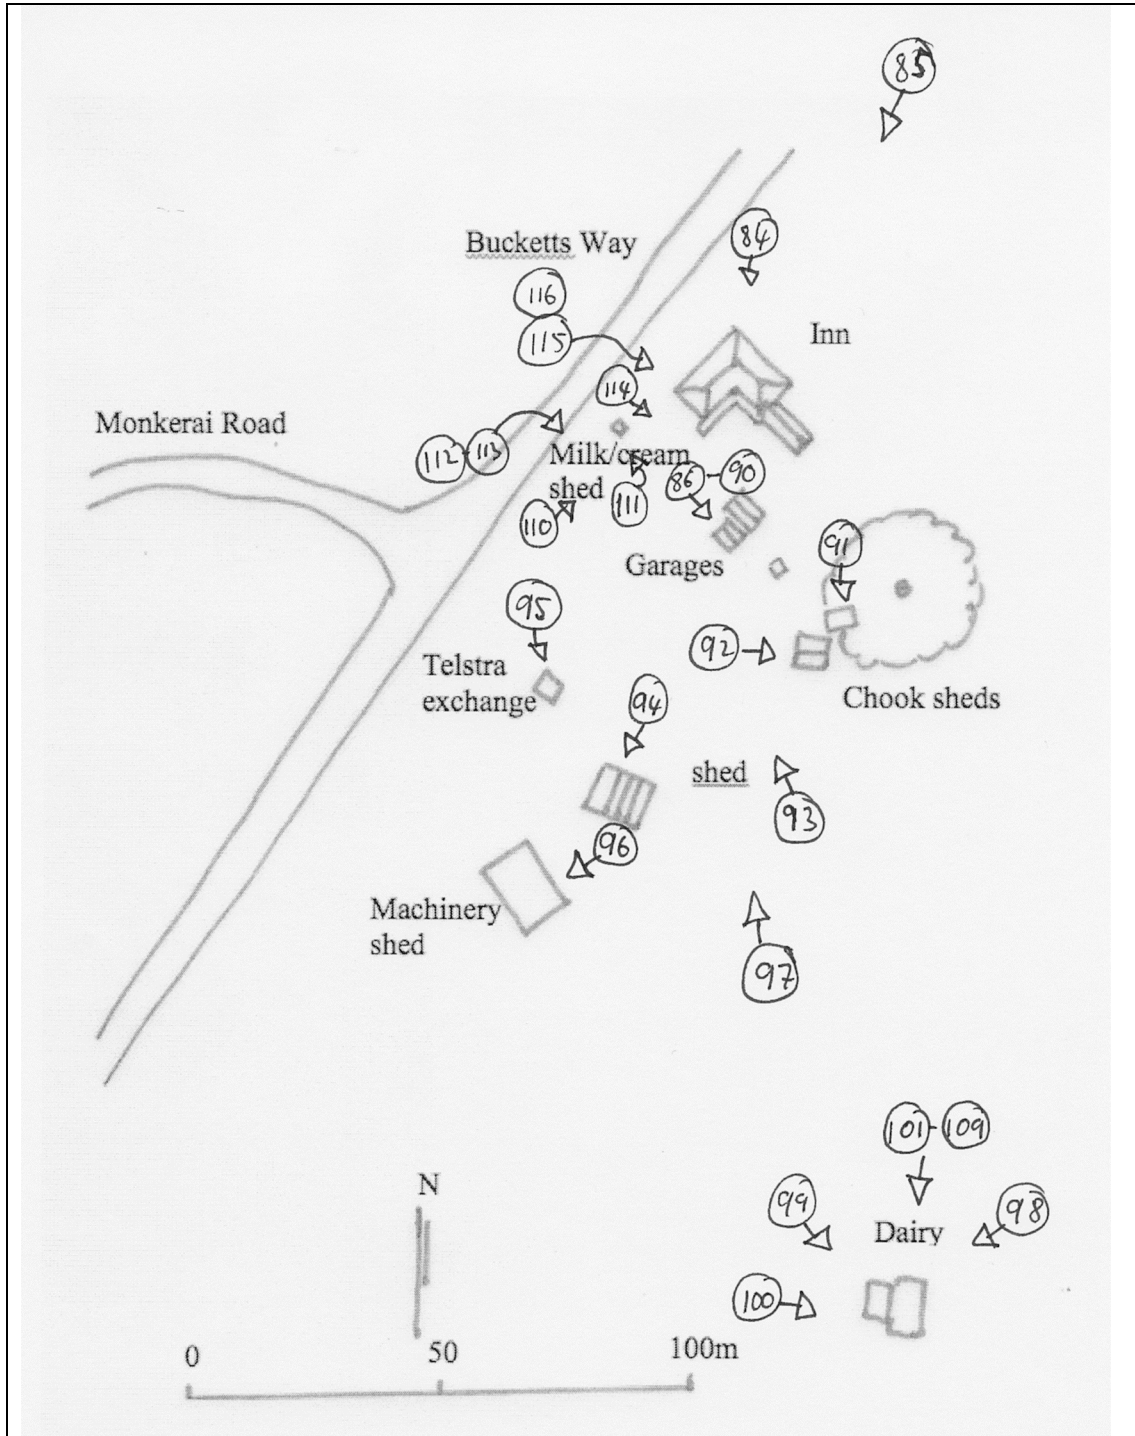 85
84
Bucketts Way
116
Inn
115
114
Monkerai Road
112-113
Milk/cream
shed
86-90
111
110
91
Garages
95
92
Telstra
exchange
94
Chook sheds
shed
93
96
Machinery
shed
97
101-109
N
99
98
Dairy
100
0 50 100m